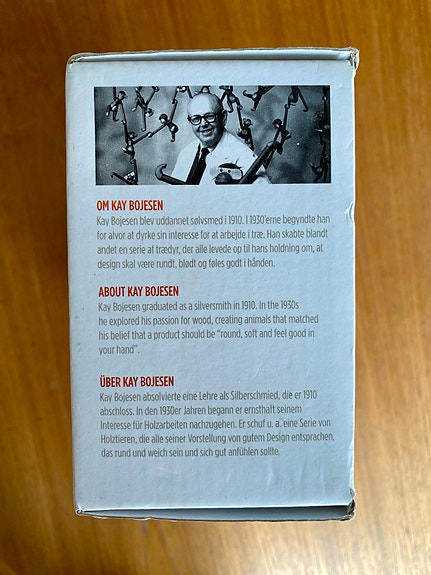 OM KAY BOJESEN
Kay Bojesen blev uddannet sølvsmed i 1910. I 1930'erne begyndte han
for alvor at dyrke sin interesse for at arbejde i træ. Han skabte blandt
andet en serie af trædyr, der alle levede op til hans holdning om, at
design skal være rundt, blødt og føles godt i hånden.
ABOUT KAY BOJESEN
Kay Bojesen graduated as a silversmith in 1910. In the 1930s
he explored his passion for wood, creating animals that matched
his belief that a product should be “round, soft and feel good in
your hand”.
ÜBER KAY BOJESEN
Kay Bojesen absolvierte eine Lehre als Silberschmied, die er 1910
abschloss. In den 1930er Jahren begann er ernsthaft seinem
Interesse für Holzarbeiten nachzugehen. Er schuf u. a. eine Serie von
Holztieren, die alle seiner Vorstellung von gutem Design entsprachen,
das rund und weich sein und sich gut anfühlen sollte.